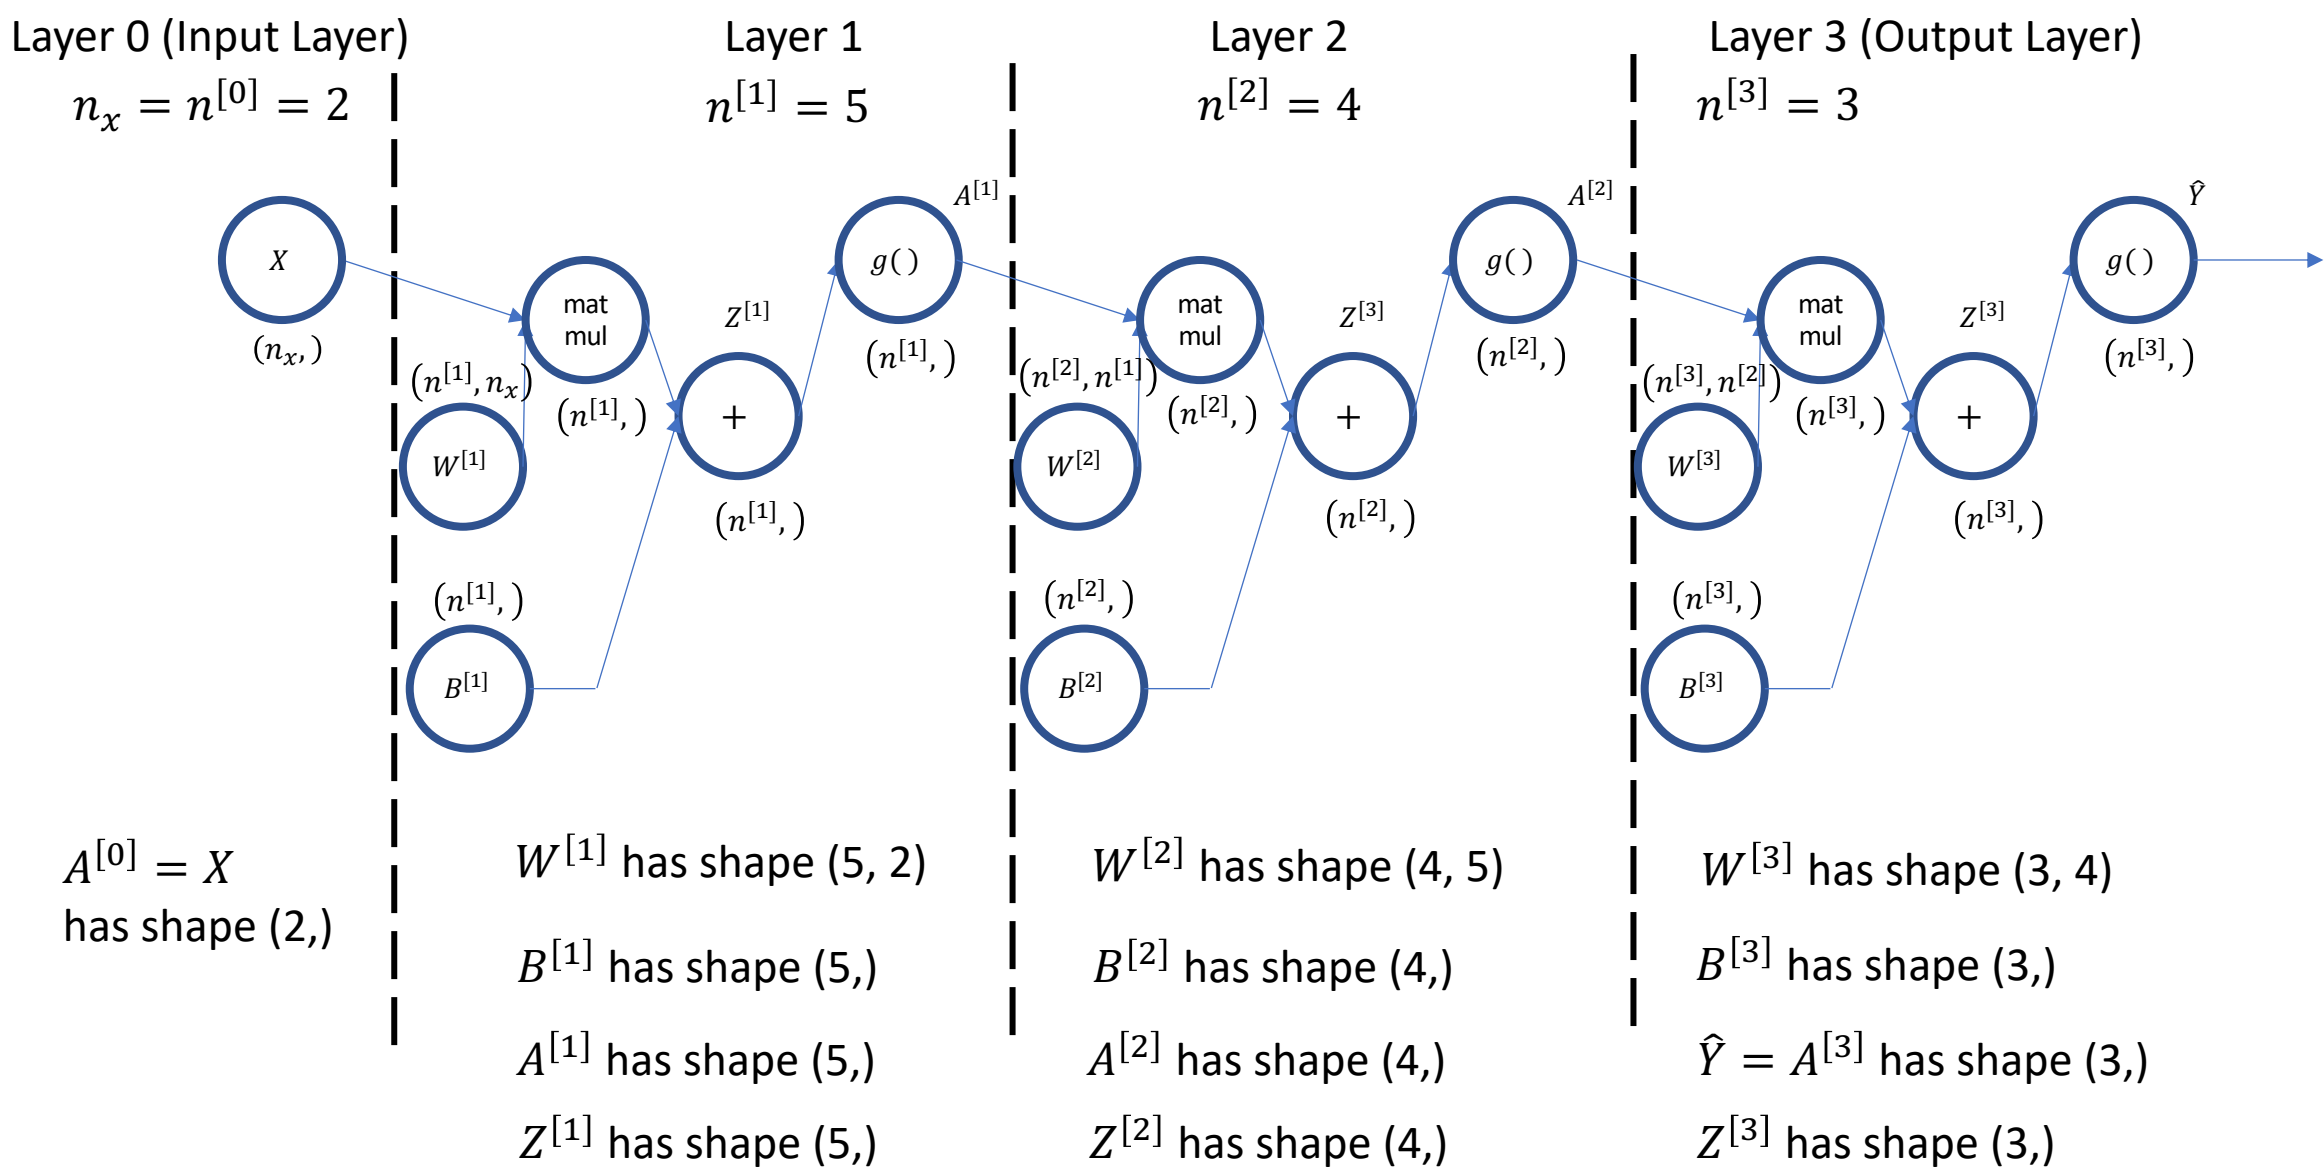 Layer 0 (Input Layer)
n_x = n^[0] = 2
X
(n_x, )
A^[0] = X
has shape (2,)
Layer 1
n^[1] = 5
A^[1]
g( )
(n^[1], )
mat
mul
(n^[1], )
Z^[1]
+
(n^[1], )
(n^[1], n_x)
W^[1]
(n^[1], )
B^[1]
W^[1] has shape (5, 2)
B^[1] has shape (5,)
A^[1] has shape (5,)
Z^[1] has shape (5,)
Layer 2
n^[2] = 4
A^[2]
g( )
(n^[2], )
mat
mul
(n^[2], )
Z^[3]
+
(n^[2], )
(n^[2], n^[1])
W^[2]
(n^[2], )
B^[2]
W^[2] has shape (4, 5)
B^[2] has shape (4,)
A^[2] has shape (4,)
Z^[2] has shape (4,)
Layer 3 (Output Layer)
n^[3] = 3
Ŷ
g( )
(n^[3], )
mat
mul
(n^[3], )
Z^[3]
+
(n^[3], )
(n^[3], n^[2])
W^[3]
(n^[3], )
B^[3]
W^[3] has shape (3, 4)
B^[3] has shape (3,)
Ŷ = A^[3] has shape (3,)
Z^[3] has shape (3,)